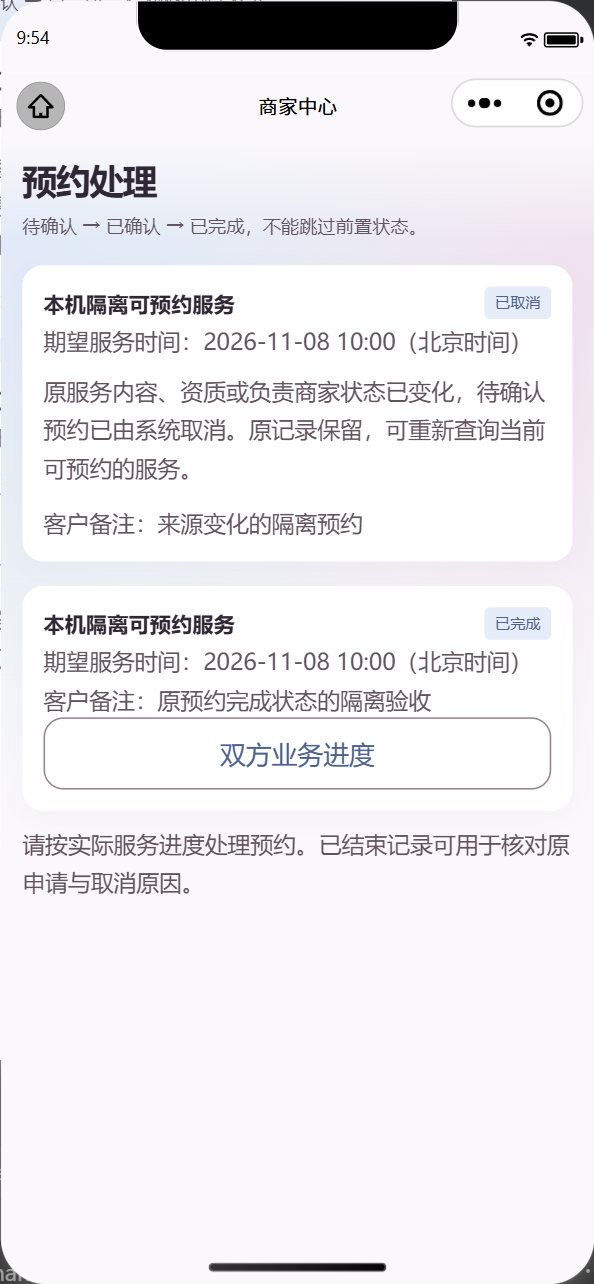 9:54
商家中心
预约处理
待确认 → 已确认 → 已完成，不能跳过前置状态。
本机隔离可预约服务
已取消
期望服务时间：2026-11-08 10:00（北京时间）
原服务内容、资质或负责商家状态已变化，待确认
预约已由系统取消。原记录保留，可重新查询当前
可预约的服务。
客户备注：来源变化的隔离预约
本机隔离可预约服务
已完成
期望服务时间：2026-11-08 10:00（北京时间）
客户备注：原预约完成状态的隔离验收
双方业务进度
请按实际服务进度处理预约。已结束记录可用于核对原
申请与取消原因。